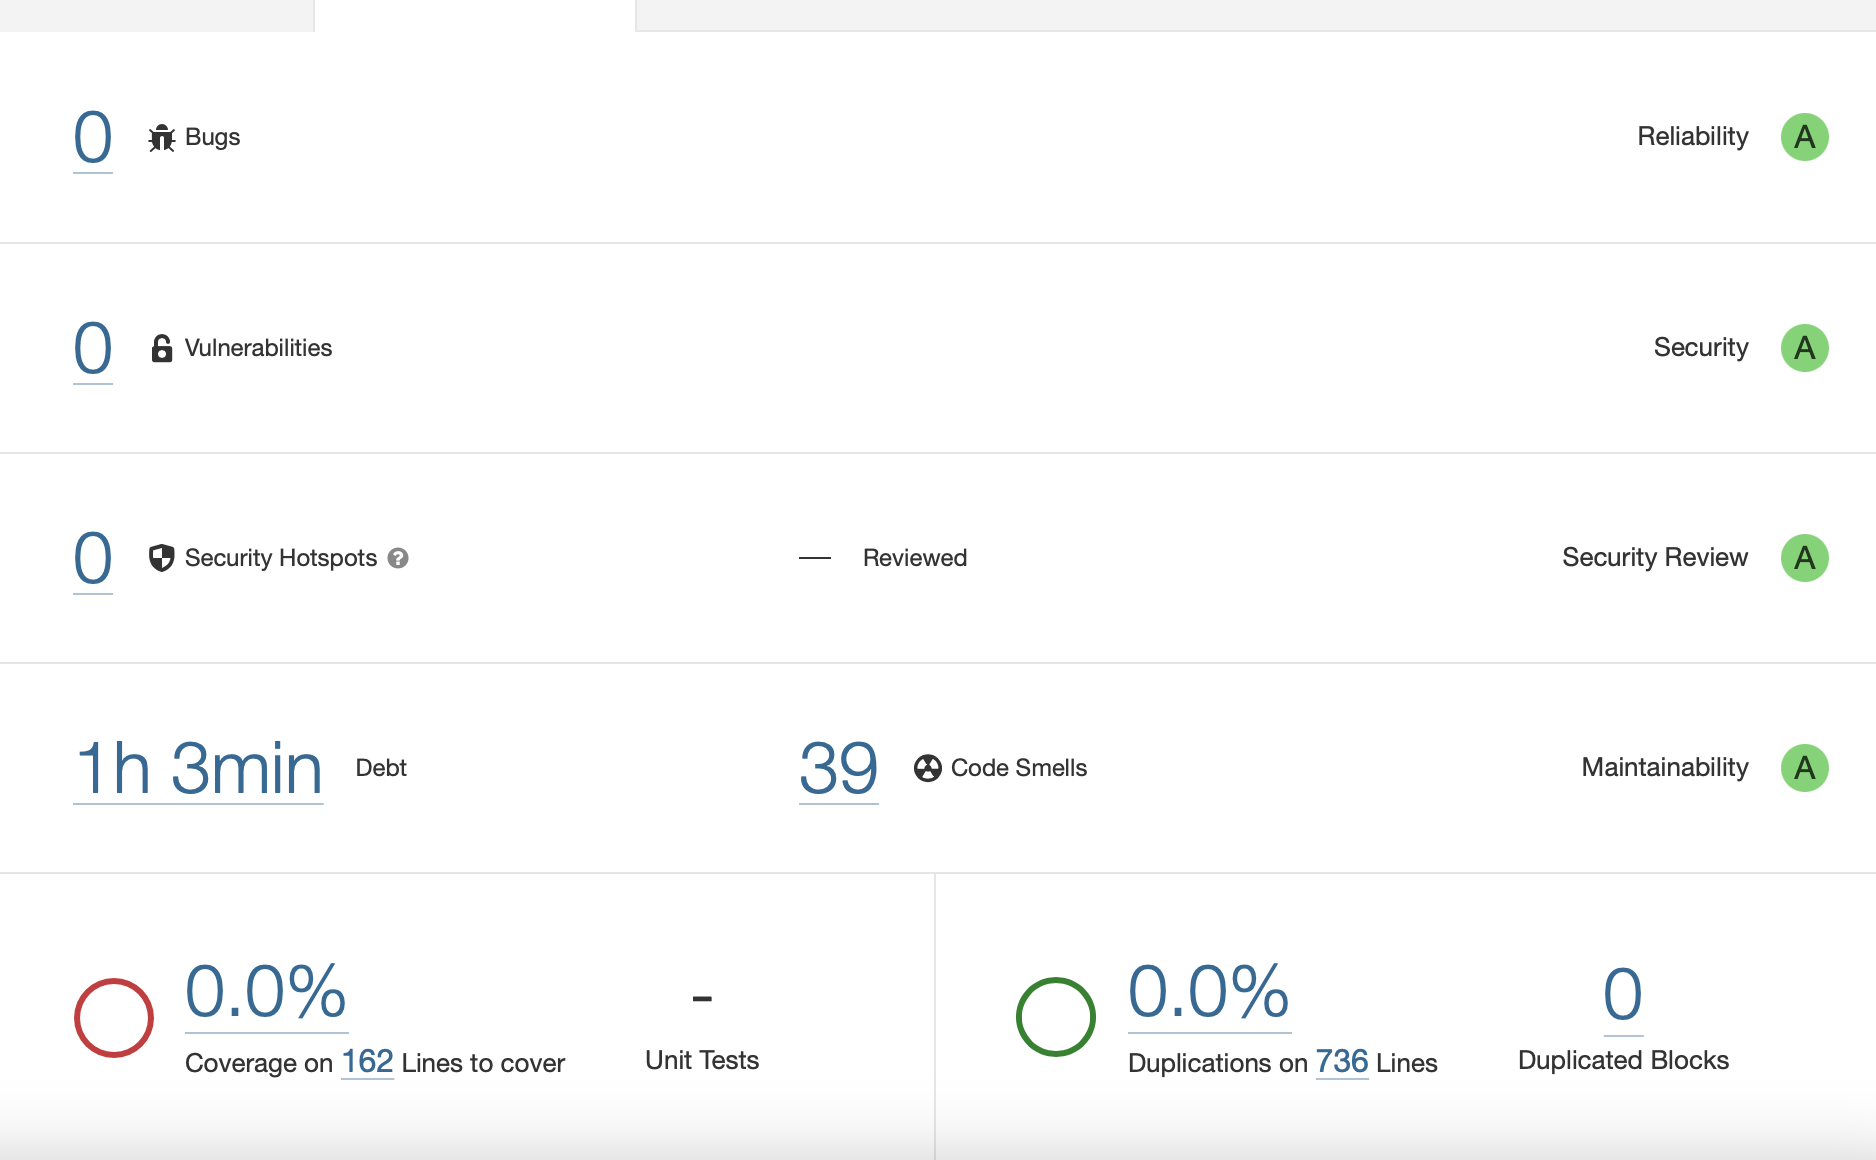 0 Bugs Reliability A
0 Vulnerabilities Security A
0 Security Hotspots ? — Reviewed Security Review A
1h 3min Debt 39 Code Smells Maintainability A
0.0% - 0.0% 0
Coverage on 162 Lines to cover Unit Tests Duplications on 736 Lines Duplicated Blocks